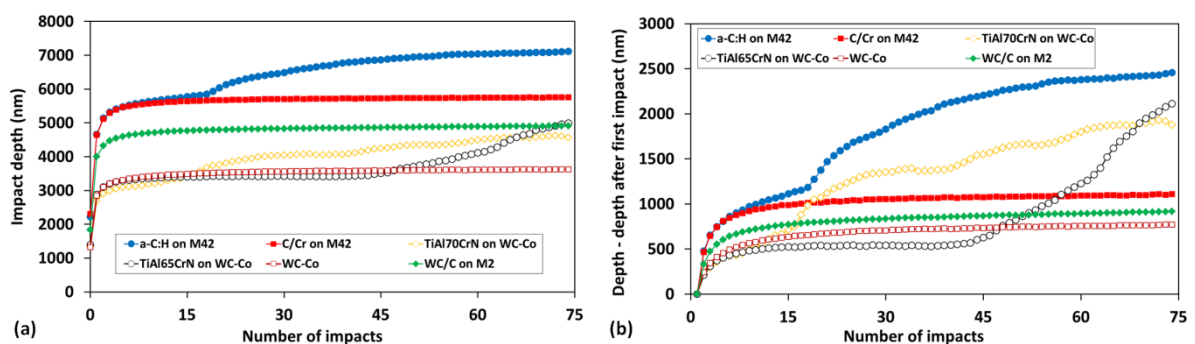 8000
7000
6000
5000
4000
3000
2000
1000
0
Impact depth (nm)
a-C:H on M42
C/Cr on M42
TiAl70CrN on WC-Co
TiAl65CrN on WC-Co
WC-Co
WC/C on M2
0
15
30
45
60
75
Number of impacts
(a)
3000
2500
2000
1500
1000
500
0
Depth - depth after first impact (nm)
a-C:H on M42
C/Cr on M42
TiAl70CrN on WC-Co
TiAl65CrN on WC-Co
WC-Co
WC/C on M2
0
15
30
45
60
75
Number of impacts
(b)